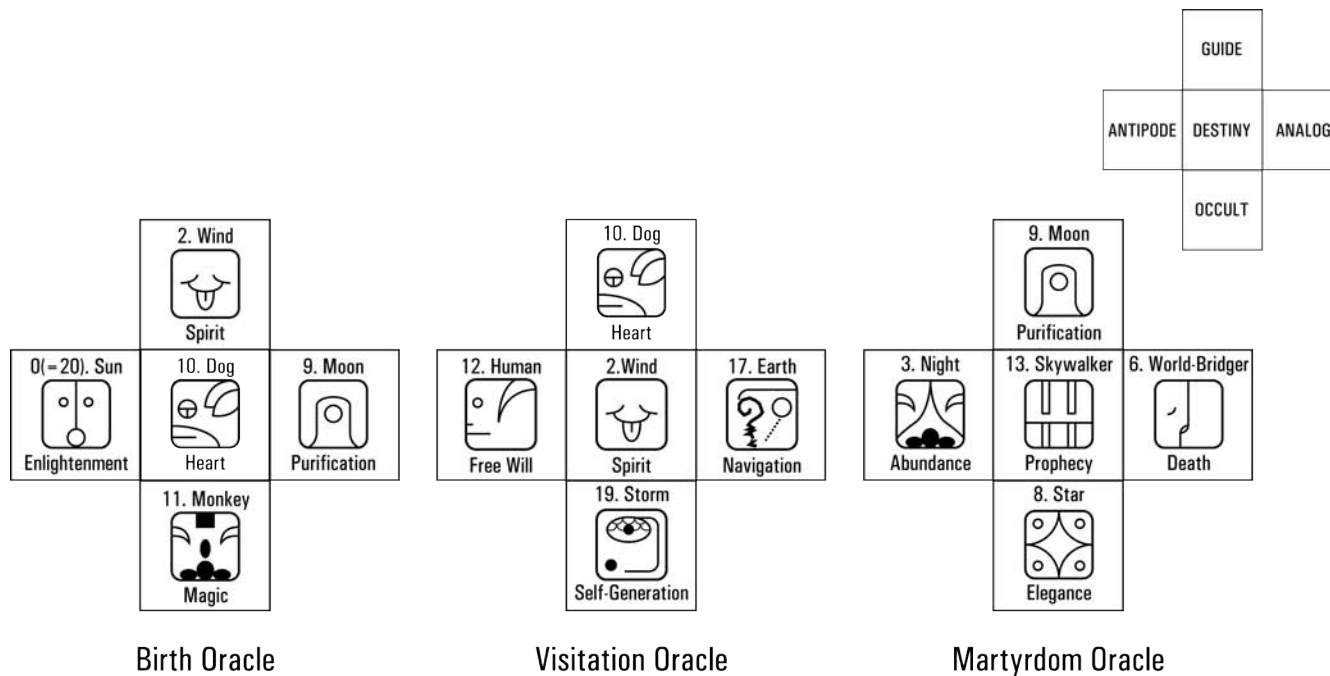 GUIDE
ANTIPODE DESTINY ANALOG
OCCULT
2. Wind
Spirit
0(=20). Sun
Enlightenment
10. Dog
Heart
9. Moon
Purification
11. Monkey
Magic
Birth Oracle
10. Dog
Heart
12. Human
Free Will
2.Wind
Spirit
17. Earth
Navigation
19. Storm
Self-Generation
Visitation Oracle
9. Moon
Purification
3. Night
Abundance
13. Skywalker
Prophecy
6. World-Bridger
Death
8. Star
Elegance
Martyrdom Oracle